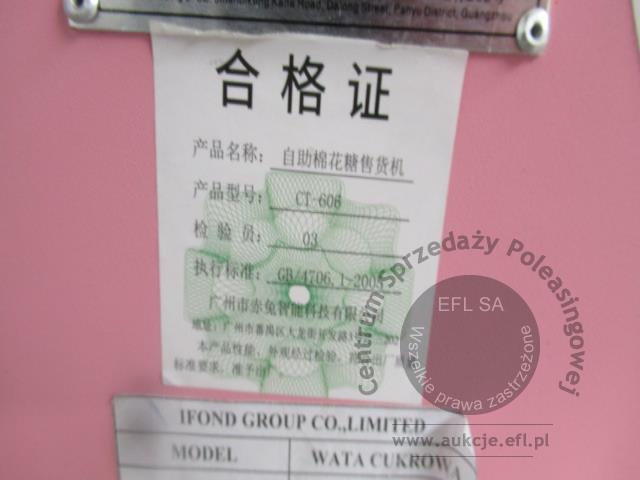 Kana Road, Dalong Street, Panyu District, Guangzhou
合格证
产品名称: 自助棉花糖售货机
产品型号: CT-606
检验员: 03
执行标准: GB/4706.1-2005
广州市赤兔智能科技有限公司
地址: 广州市番禺区大龙街
本产品性能、外观经过检验,
标准要求, 准予出
IFOND GROUP CO.,LIMITED
MODEL WATA CUKROWA
Centrum Sprzedaży Poleasingowej
EFL SA
Wszelkie prawa zastrzeżone
www.aukcje.efl.pl